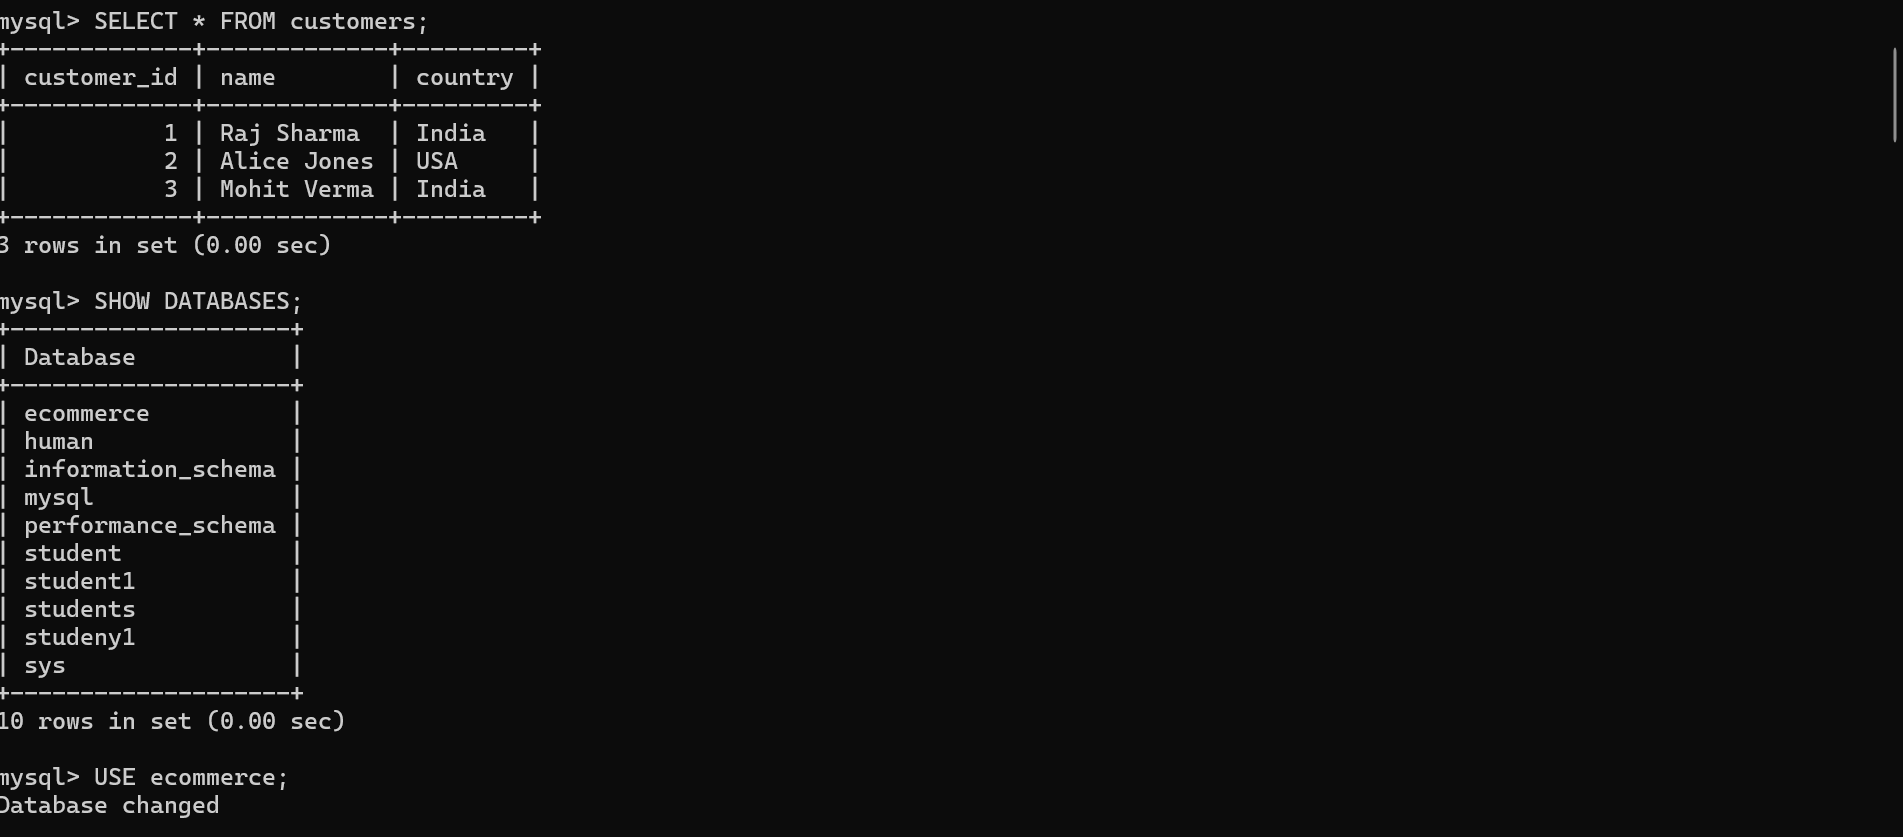 mysql> SELECT * FROM customers;
+-------------+-------------+---------+
| customer_id | name        | country |
+-------------+-------------+---------+
|           1 | Raj Sharma  | India   |
|           2 | Alice Jones | USA     |
|           3 | Mohit Verma | India   |
+-------------+-------------+---------+
3 rows in set (0.00 sec)

mysql> SHOW DATABASES;
+--------------------+
| Database           |
+--------------------+
| ecommerce          |
| human              |
| information_schema |
| mysql              |
| performance_schema |
| student            |
| student1           |
| students           |
| studeny1           |
| sys                |
+--------------------+
10 rows in set (0.00 sec)

mysql> USE ecommerce;
Database changed